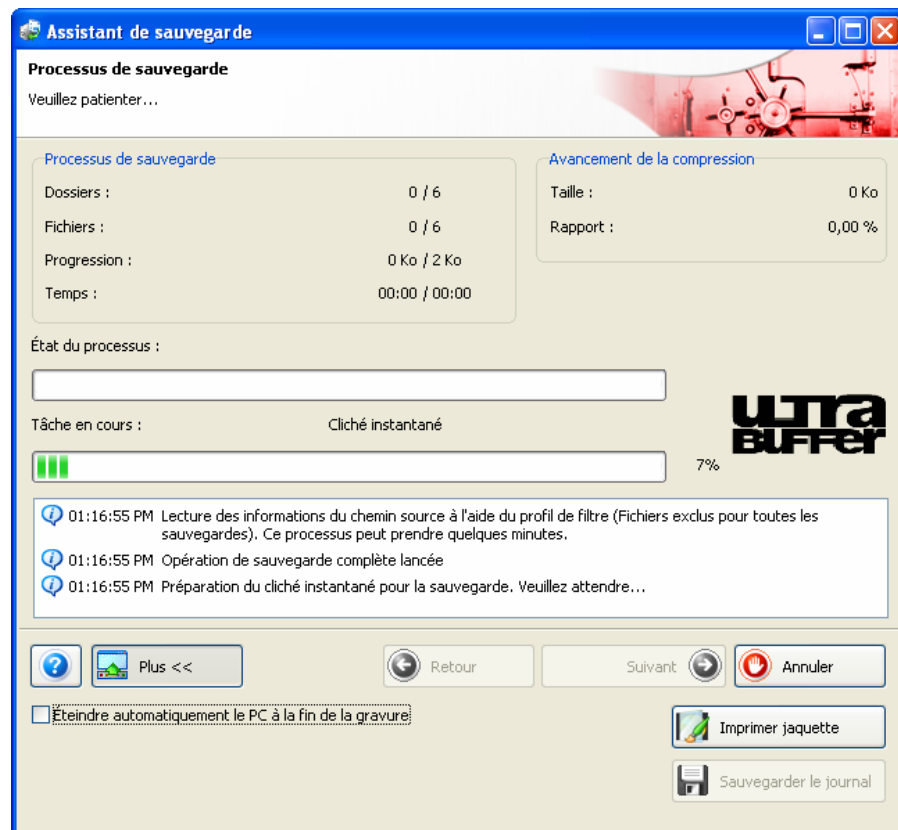 Assistant de sauvegarde
Processus de sauvegarde
Veuillez patienter...
Processus de sauvegarde
Dossiers : 0 / 6
Fichiers : 0 / 6
Progression : 0 Ko / 2 Ko
Temps : 00:00 / 00:00
Avancement de la compression
Taille : 0 Ko
Rapport : 0,00 %
État du processus :
Tâche en cours : Cliché instantané
7%
ULTRA
BUFFER
01:16:55 PM Lecture des informations du chemin source à l'aide du profil de filtre (Fichiers exclus pour toutes les
sauvegardes). Ce processus peut prendre quelques minutes.
01:16:55 PM Opération de sauvegarde complète lancée
01:16:55 PM Préparation du cliché instantané pour la sauvegarde. Veuillez attendre...
? Plus << Retour Suivant Annuler
Éteindre automatiquement le PC à la fin de la gravure
Imprimer jaquette
Sauvegarder le journal